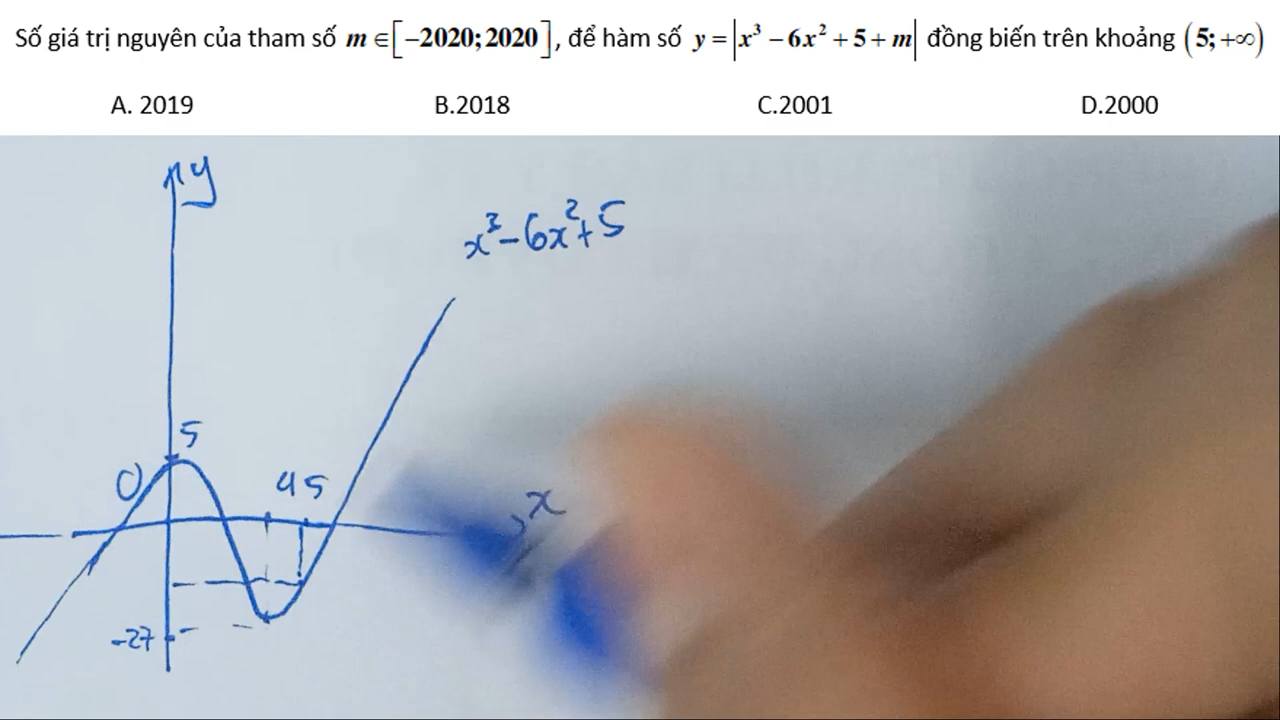 Số giá trị nguyên của tham số m ∈ [−2020; 2020], để hàm số y = |x³ − 6x² + 5 + m| đồng biến trên khoảng (5; +∞)
A. 2019 B.2018 C.2001 D.2000
y
x³ − 6x² + 5
5
0 4 5 x
-27